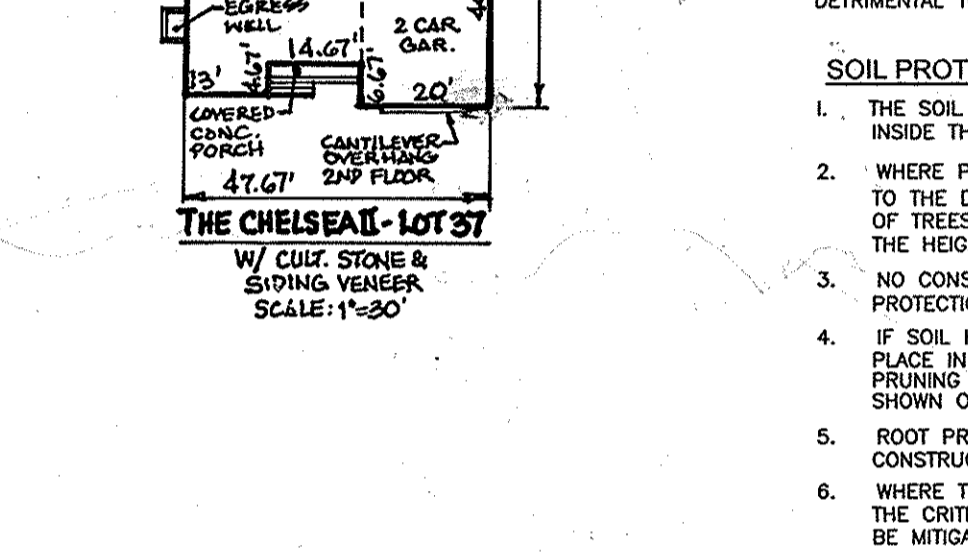 EGRESS
WELL
2 CAR
GAR.
14.67'
4.67'
6.67'
13'
20'
COVERED
CONC.
PORCH
CANTILEVER
OVERHANG
2ND FLOOR
47.67'
THE CHELSEA II - LOT 37
W/ CULT. STONE &
SIDING VENEER
SCALE: 1"=30'
DETRIMENTAL
SOIL PROT
1. THE SOIL
INSIDE TH
2. WHERE P
TO THE D
OF TREES
THE HEIG
3. NO CONS
PROTECTI
4. IF SOIL
PLACE IN
PRUNING
SHOWN O
5. ROOT PR
CONSTRUC
6. WHERE T
THE CRITI
BE MITIGA